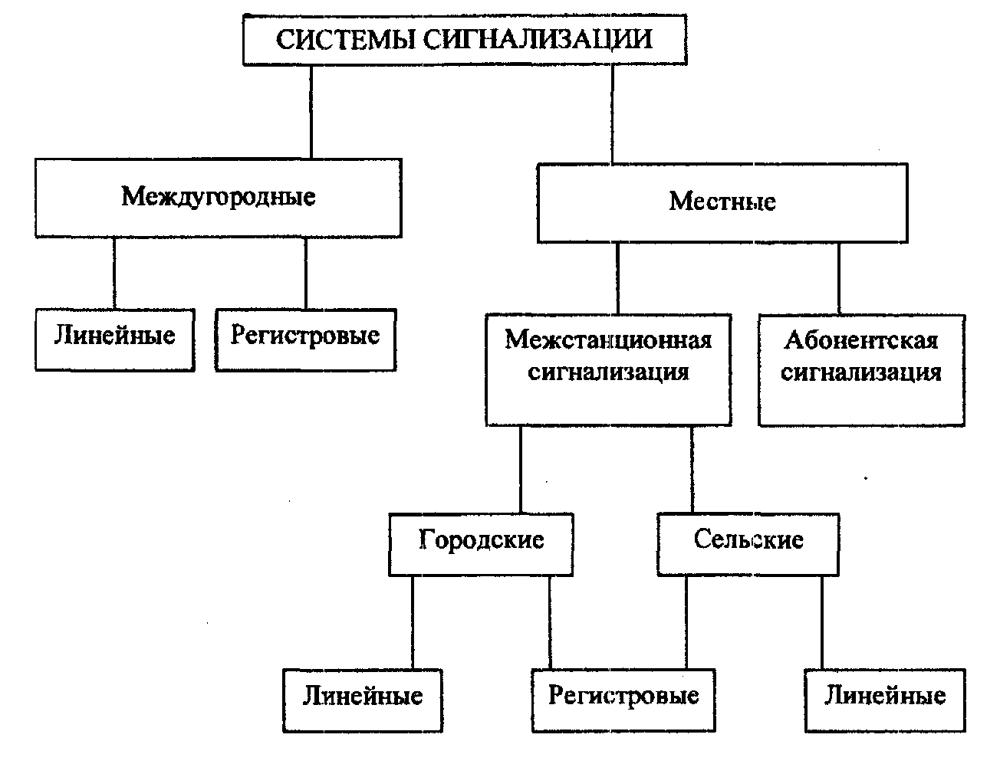 СИСТЕМЫ СИГНАЛИЗАЦИИ
Междугородные
Местные
Линейные
Регистровые
Межстанционная
сигнализация
Абонентская
сигнализация
Городские
Сельские
Линейные
Регистровые
Линейные